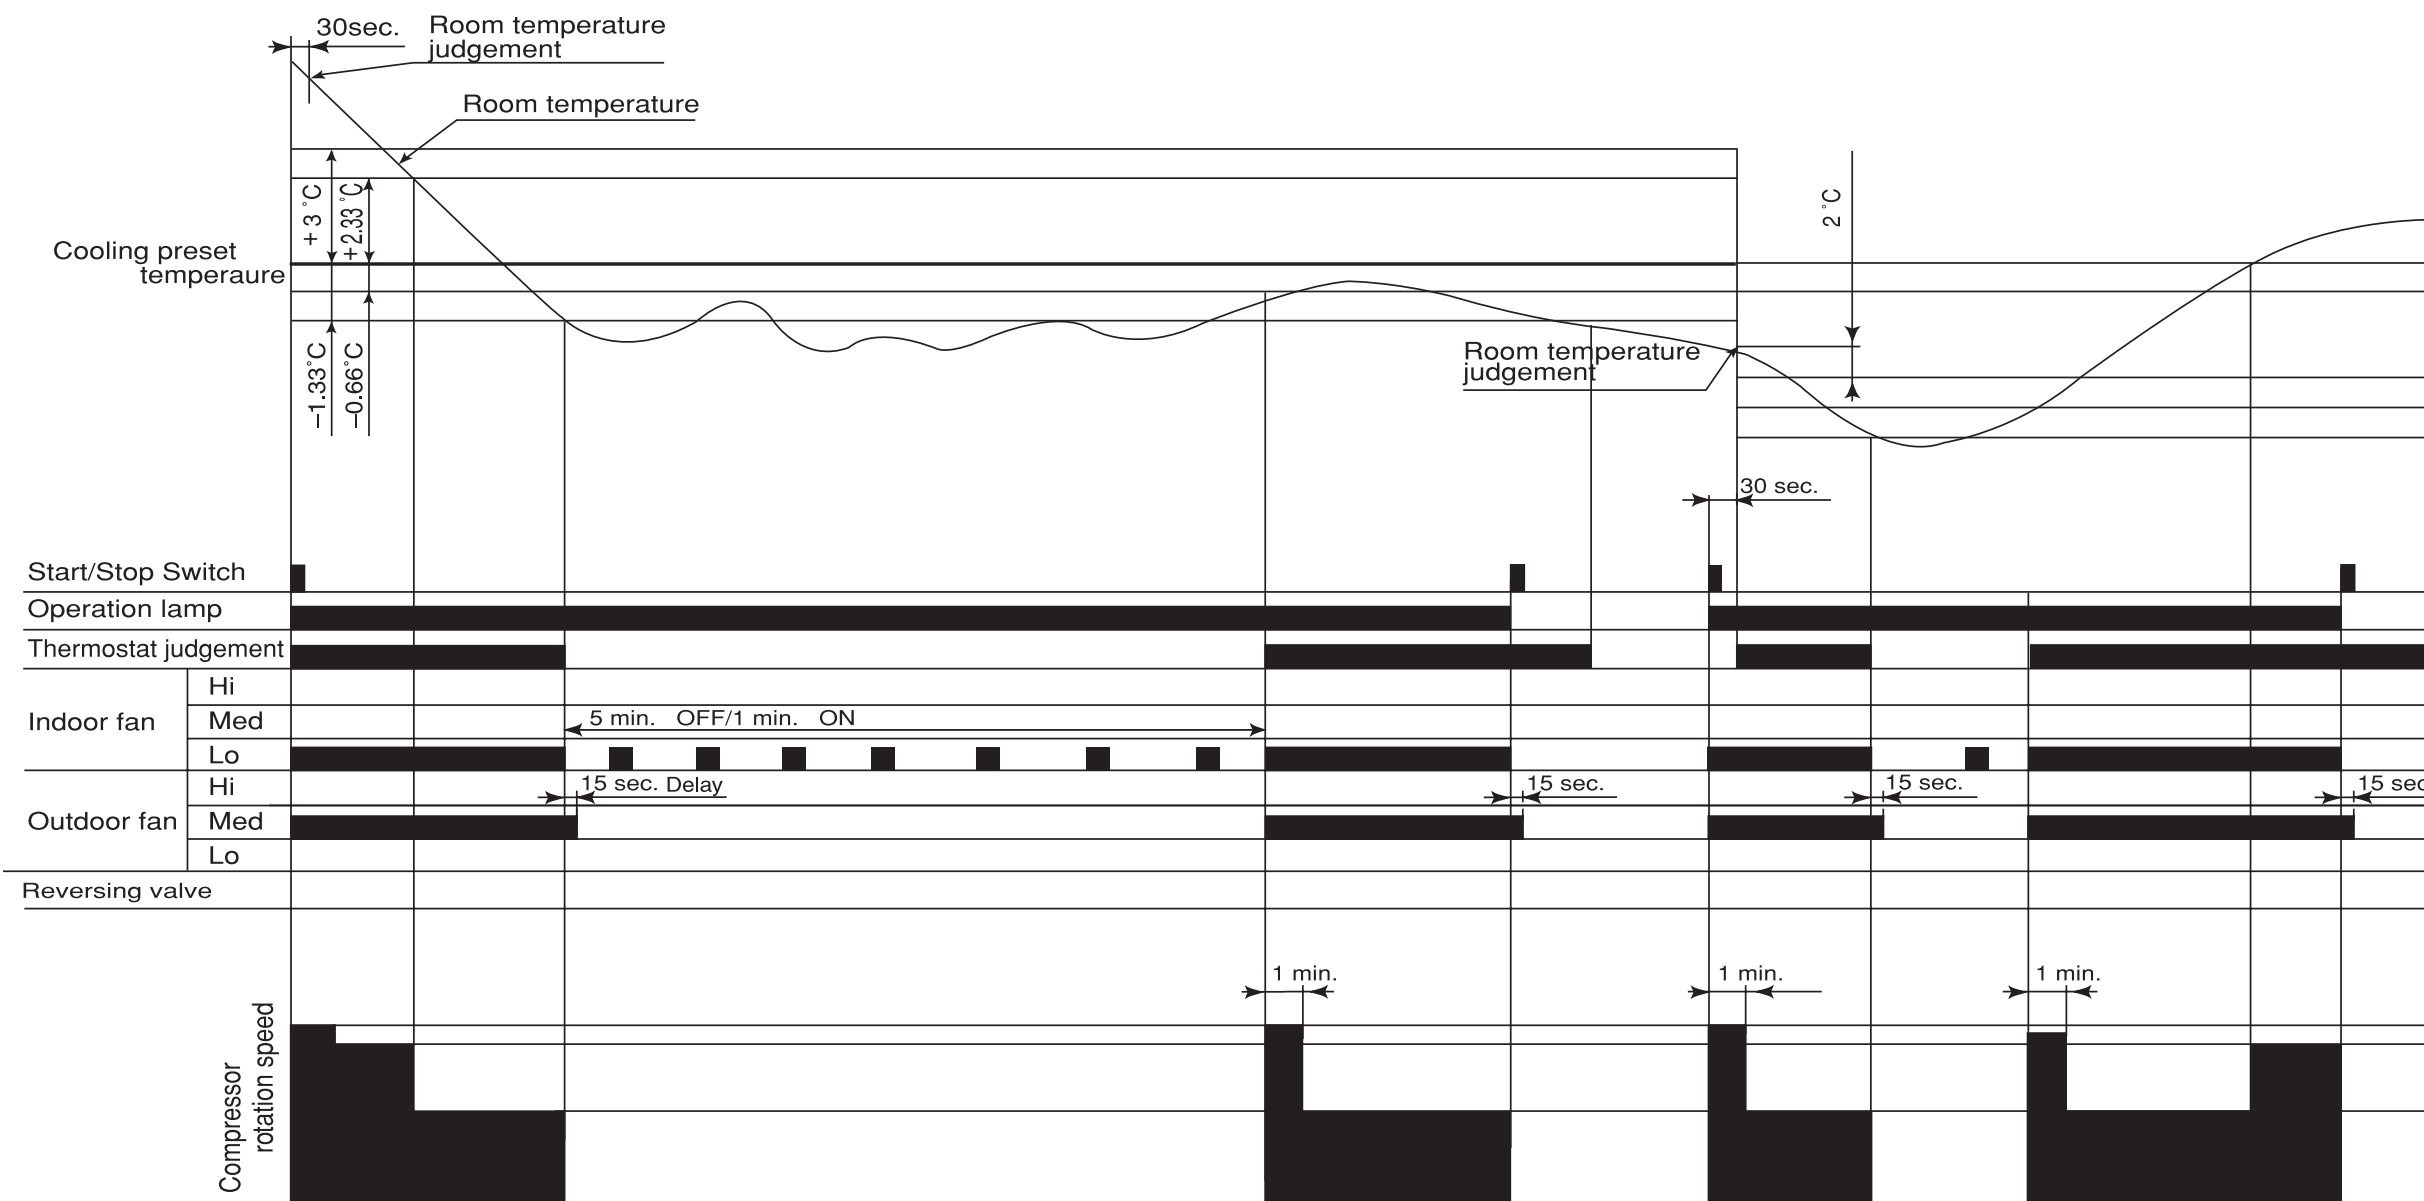 30sec.
Room temperature
judgement
Room temperature
+ 3 °C
+2.33 °C
2 °C
Cooling preset
temperaure
–1.33°C
–0.66°C
Room temperature
judgement
30 sec.
Start/Stop Switch
Operation lamp
Thermostat judgement
Hi
Indoor fan
Med
5 min. OFF/1 min. ON
Lo
Hi
15 sec. Delay
15 sec.
15 sec.
15 sec
Outdoor fan
Med
Lo
Reversing valve
1 min.
1 min.
1 min.
Compressor
rotation speed